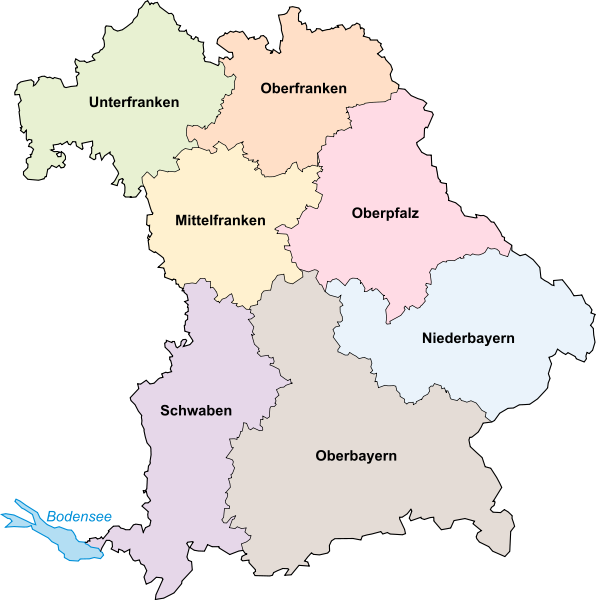 Oberfranken
Unterfranken
Oberpfalz
Mittelfranken
Niederbayern
Schwaben
Oberbayern
Bodensee